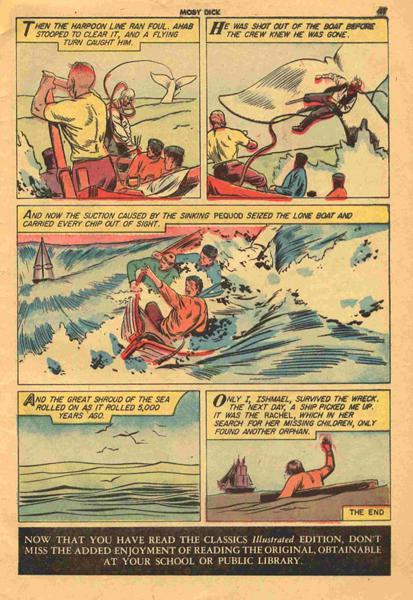 MOBY DICK
THEN THE HARPOON LINE RAN FOUL. AHAB
STOOPED TO CLEAR IT, AND A FLYING
TURN CAUGHT HIM.
HE WAS SHOT OUT OF THE BOAT BEFORE
THE CREW KNEW HE WAS GONE.
AND NOW THE SUCTION CAUSED BY THE SINKING PEQUOD SEIZED THE LONE BOAT AND
CARRIED EVERY CHIP OUT OF SIGHT.
AND THE GREAT SHROUD OF THE SEA
ROLLED ON AS IT ROLLED 5,000
YEARS AGO.
ONLY I, ISHMAEL, SURVIVED THE WRECK.
THE NEXT DAY, A SHIP PICKED ME UP.
IT WAS THE RACHEL, WHICH IN HER
SEARCH FOR HER MISSING CHILDREN, ONLY
FOUND ANOTHER ORPHAN.
THE END
NOW THAT YOU HAVE READ THE CLASSICS Illustrated EDITION, DON'T
MISS THE ADDED ENJOYMENT OF READING THE ORIGINAL, OBTAINABLE
AT YOUR SCHOOL OR PUBLIC LIBRARY.